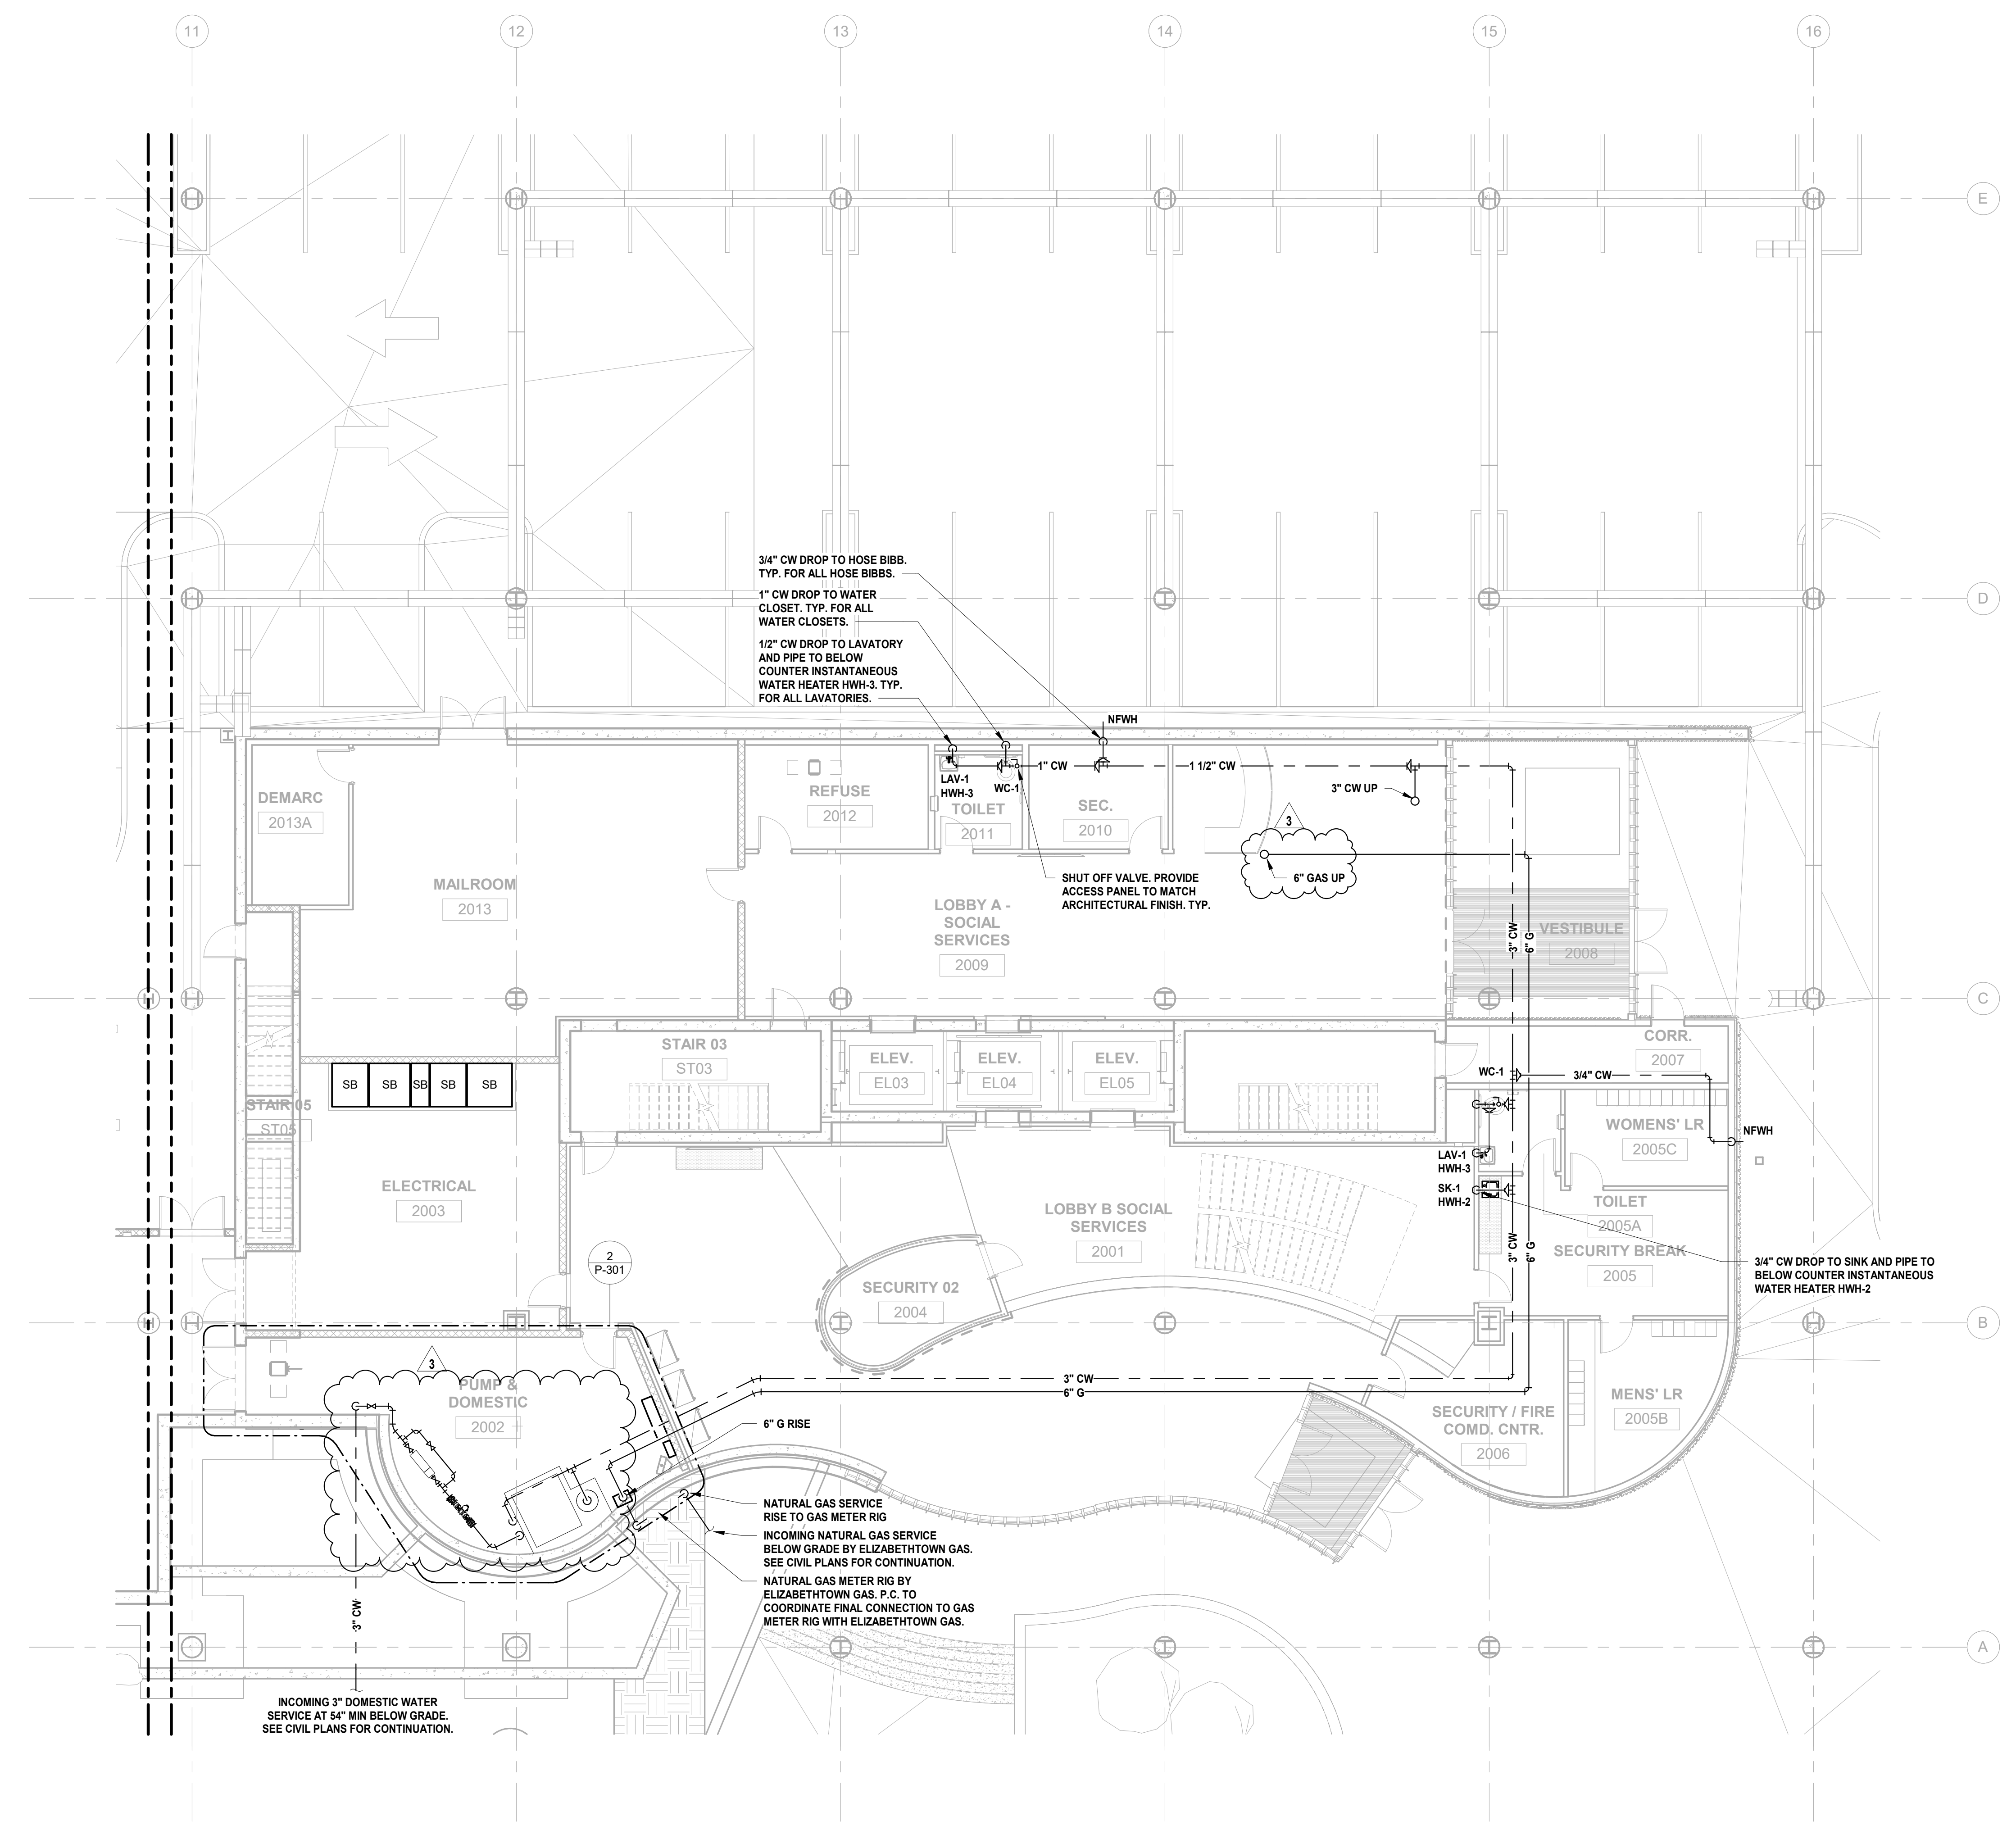 11
12
13
14
15
16
E
D
C
B
A
3/4" CW DROP TO HOSE BIBB.
TYP. FOR ALL HOSE BIBBS.
1" CW DROP TO WATER
CLOSET. TYP. FOR ALL
WATER CLOSETS.
1/2" CW DROP TO LAVATORY
AND PIPE TO BELOW
COUNTER INSTANTANEOUS
WATER HEATER HWH-3. TYP.
FOR ALL LAVATORIES.
NFWH
1" CW
1 1/2" CW
3" CW UP
LAV-1
HWH-3
WC-1
DEMARC
2013A
REFUSE
2012
TOILET
2011
SEC.
2010
3
6" GAS UP
SHUT OFF VALVE. PROVIDE
ACCESS PANEL TO MATCH
ARCHITECTURAL FINISH. TYP.
MAILROOM
2013
LOBBY A -
SOCIAL
SERVICES
2009
3" CW
6" G
VESTIBULE
2008
STAIR 03
ST03
ELEV.
EL03
ELEV.
EL04
ELEV.
EL05
CORR.
2007
WC-1
3/4" CW
SB
SB
SB
SB
SB
STAIR 05
ST05
WOMENS' LR
2005C
NFWH
LAV-1
HWH-3
SK-1
HWH-2
ELECTRICAL
2003
LOBBY B SOCIAL
SERVICES
2001
TOILET
2005A
SECURITY BREAK
2005
3" CW
6" G
3/4" CW DROP TO SINK AND PIPE TO
BELOW COUNTER INSTANTANEOUS
WATER HEATER HWH-2
2
P-301
SECURITY 02
2004
3
PUMP &
DOMESTIC
2002
3" CW
6" G
6" G RISE
MENS' LR
2005B
SECURITY / FIRE
COMD. CNTR.
2006
NATURAL GAS SERVICE
RISE TO GAS METER RIG
INCOMING NATURAL GAS SERVICE
BELOW GRADE BY ELIZABETHTOWN GAS.
SEE CIVIL PLANS FOR CONTINUATION.
NATURAL GAS METER RIG BY
ELIZABETHTOWN GAS. P.C. TO
COORDINATE FINAL CONNECTION TO GAS
METER RIG WITH ELIZABETHTOWN GAS.
3" CW
INCOMING 3" DOMESTIC WATER
SERVICE AT 54" MIN BELOW GRADE.
SEE CIVIL PLANS FOR CONTINUATION.